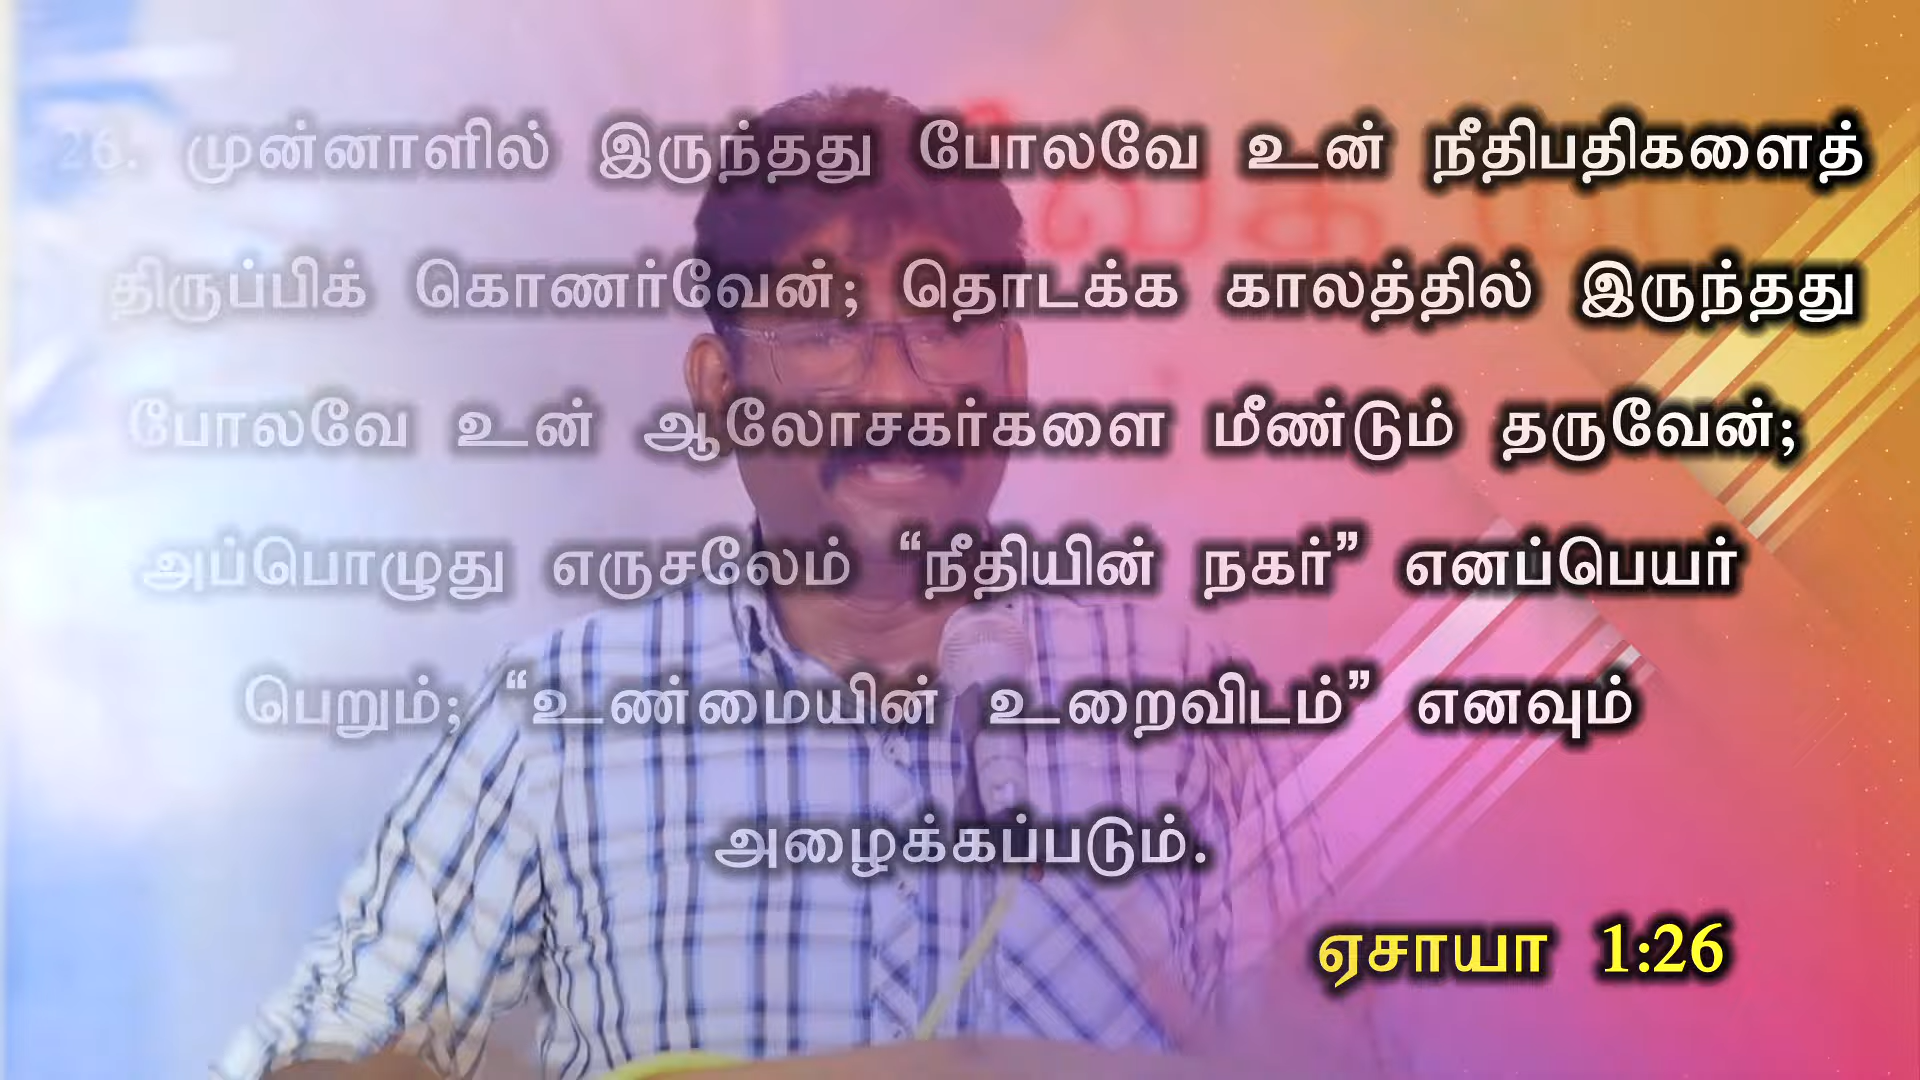 26. முன்னாளில் இருந்தது போலவே உன் நீதிபதிகளைத்
திருப்பிக் கொணர்வேன்; தொடக்க காலத்தில் இருந்தது
போலவே உன் ஆலோசகர்களை மீண்டும் தருவேன்;
அப்பொழுது எருசலேம் “நீதியின் நகர்” எனப்பெயர்
பெறும்; “உண்மையின் உறைவிடம்” எனவும்
அழைக்கப்படும்.
ஏசாயா 1:26